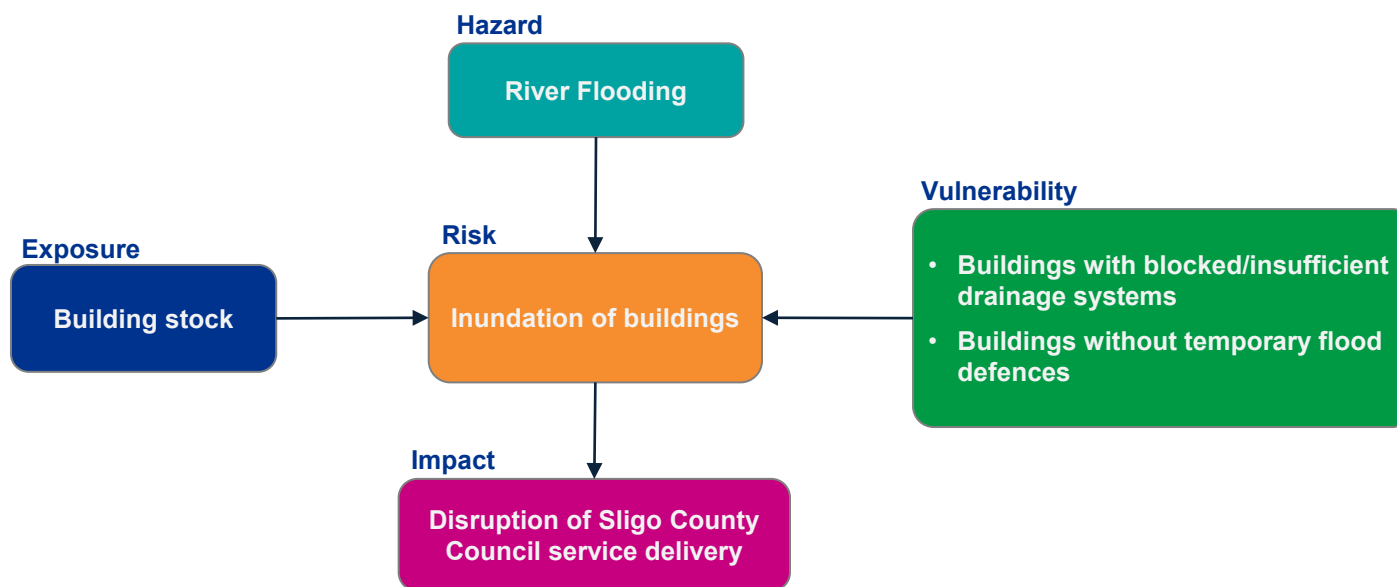 Hazard
River Flooding
Vulnerability
Exposure
Risk
Building stock
Inundation of buildings
• Buildings with blocked/insufficient
drainage systems
• Buildings without temporary flood
defences
Impact
Disruption of Sligo County
Council service delivery